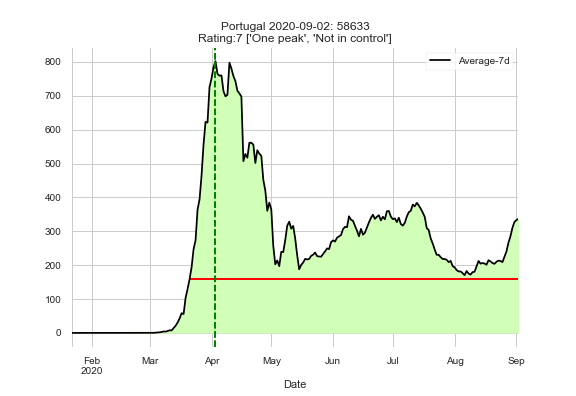 Portugal 2020-09-02: 58633
Rating:7 ['One peak', 'Not in control']
Average-7d
800
700
600
500
400
300
200
100
0
Feb Mar Apr May Jun Jul Aug Sep
2020
Date